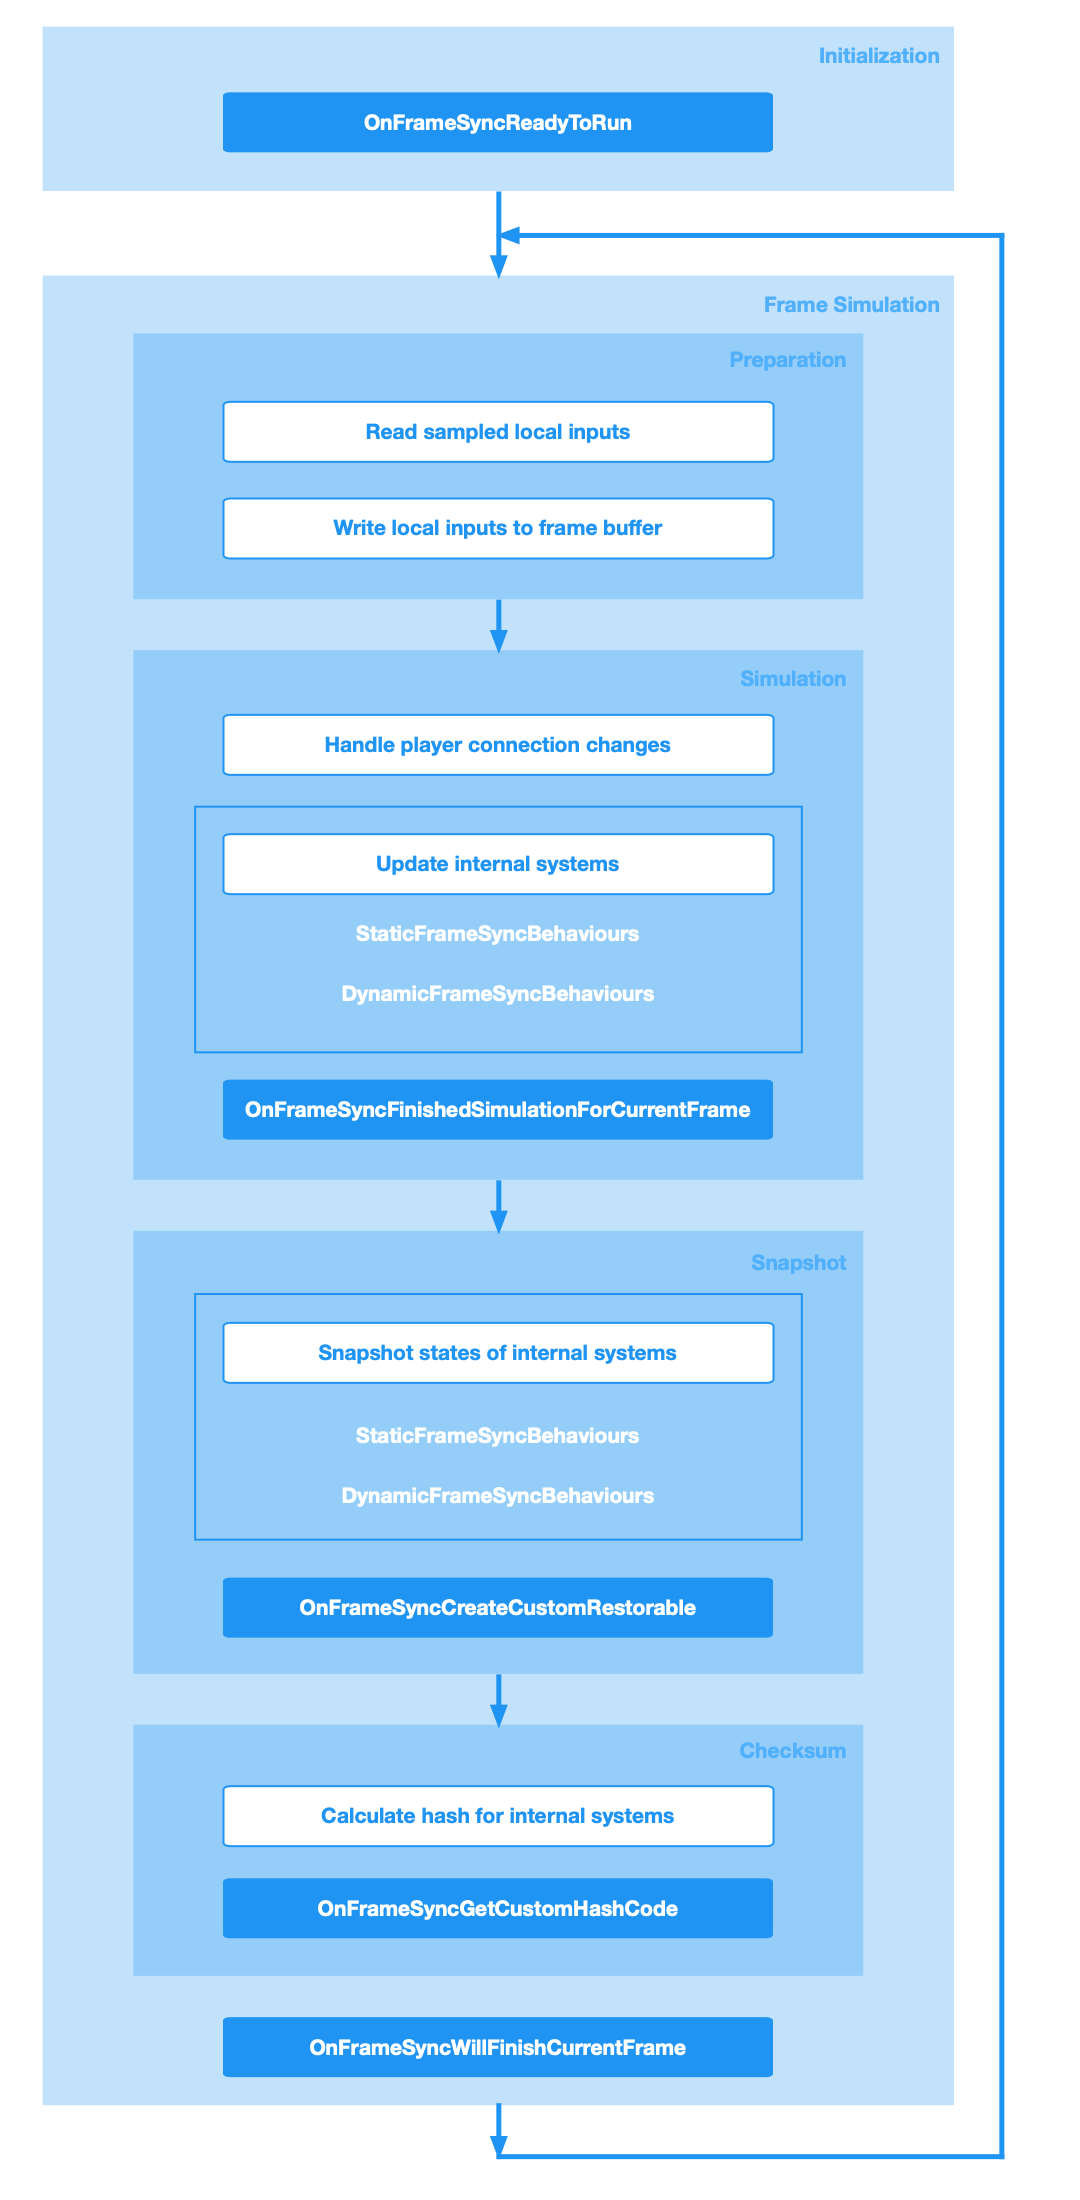 Initialization
OnFrameSyncReadyToRun
Frame Simulation
Preparation
Read sampled local inputs
Write local inputs to frame buffer
Simulation
Handle player connection changes
Update internal systems
StaticFrameSyncBehaviours
DynamicFrameSyncBehaviours
OnFrameSyncFinishedSimulationForCurrentFrame
Snapshot
Snapshot states of internal systems
StaticFrameSyncBehaviours
DynamicFrameSyncBehaviours
OnFrameSyncCreateCustomRestorable
Checksum
Calculate hash for internal systems
OnFrameSyncGetCustomHashCode
OnFrameSyncWillFinishCurrentFrame